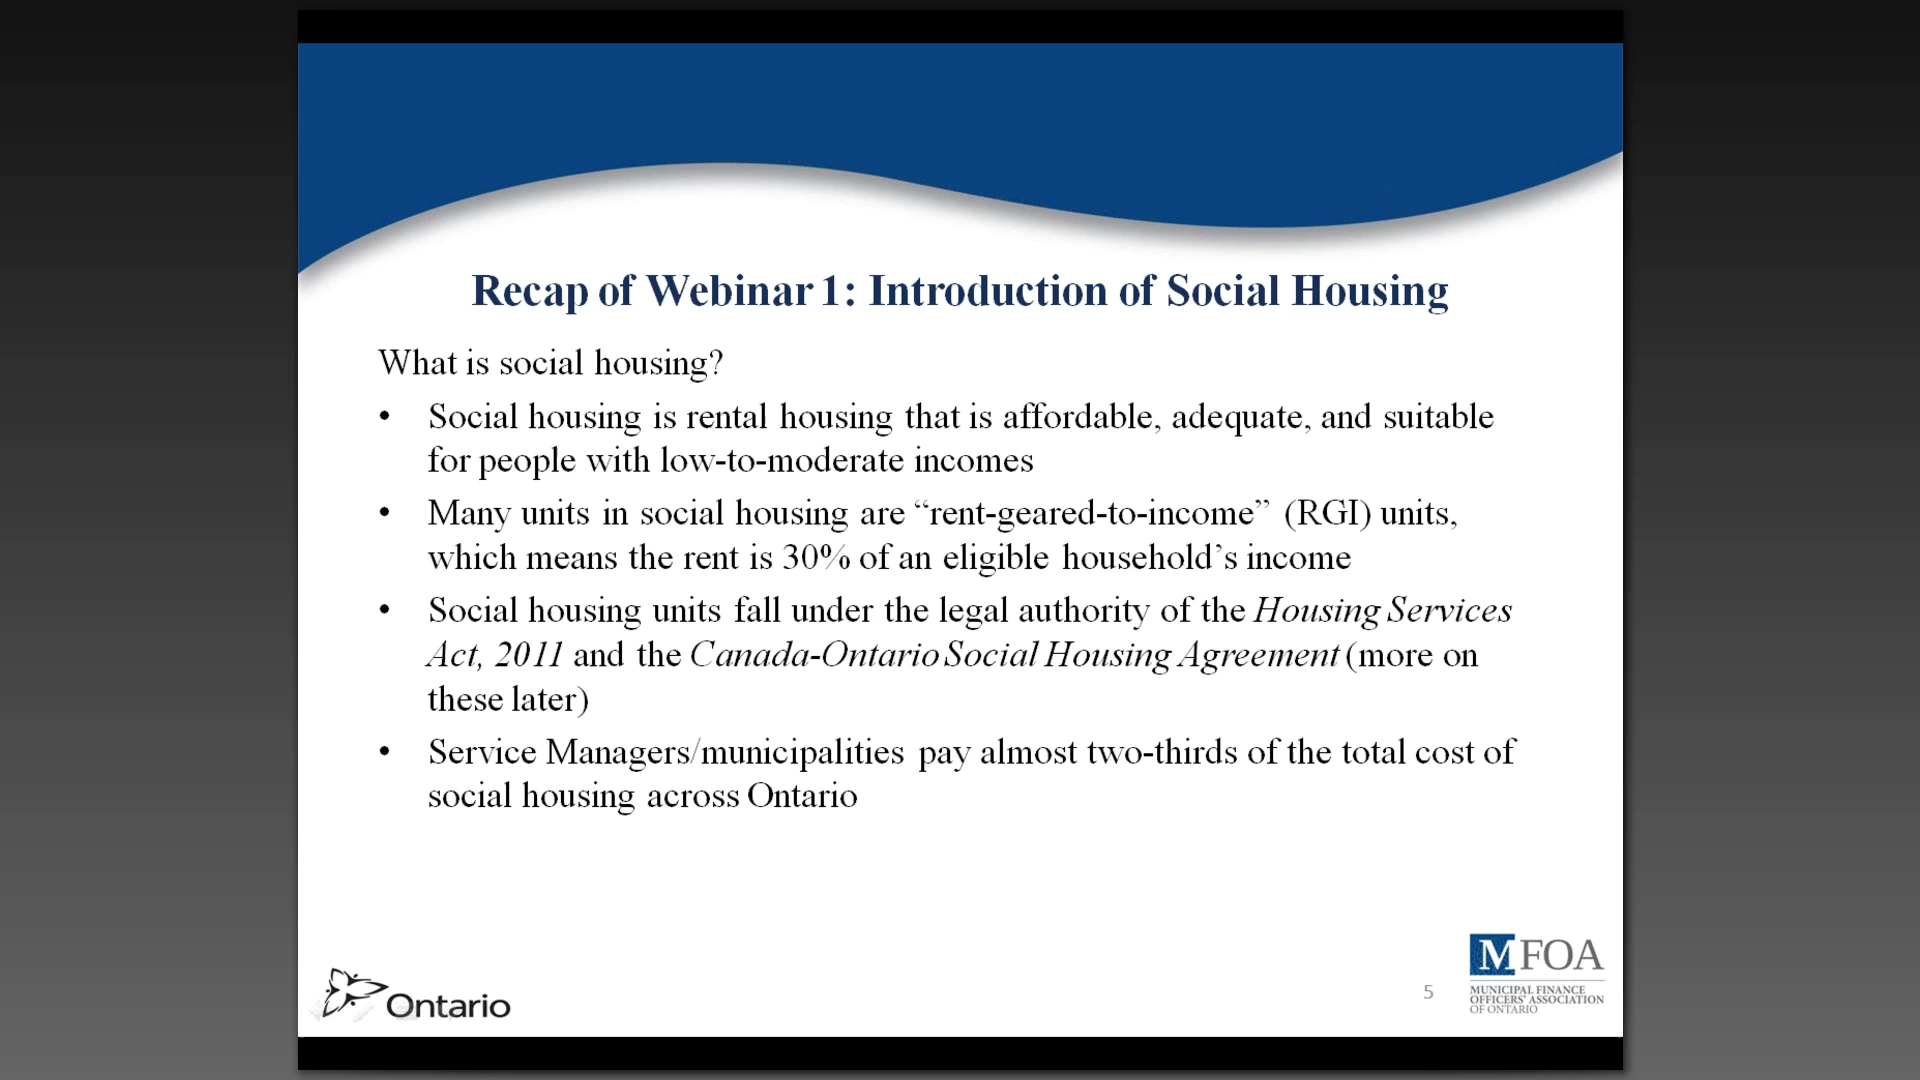 Recap of Webinar 1: Introduction of Social Housing
What is social housing?
• Social housing is rental housing that is affordable, adequate, and suitable
for people with low-to-moderate incomes
• Many units in social housing are “rent-geared-to-income” (RGI) units,
which means the rent is 30% of an eligible household’s income
• Social housing units fall under the legal authority of the Housing Services
Act, 2011 and the Canada-Ontario Social Housing Agreement (more on
these later)
• Service Managers/municipalities pay almost two-thirds of the total cost of
social housing across Ontario
Ontario
5
MFOA
MUNICIPAL FINANCE
OFFICERS' ASSOCIATION
OF ONTARIO